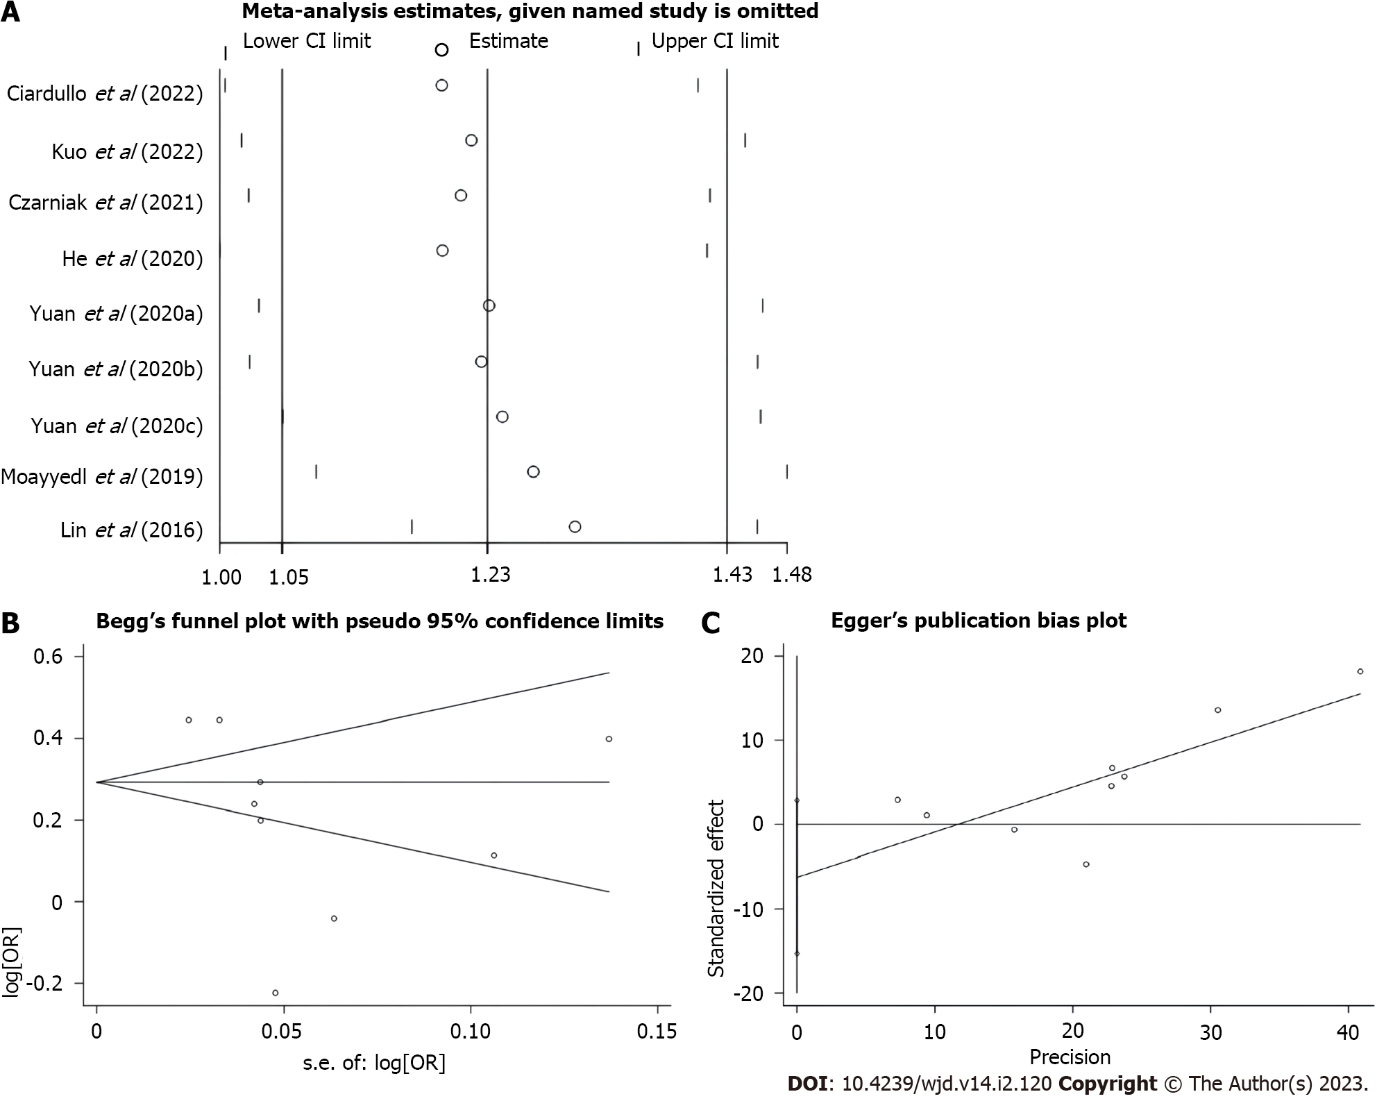 A
Meta-analysis estimates, given named study is omitted
Lower CI limit Estimate Upper CI limit
Ciardullo et al (2022)
Kuo et al (2022)
Czarniak et al (2021)
He et al (2020)
Yuan et al (2020a)
Yuan et al (2020b)
Yuan et al (2020c)
Moayyedl et al (2019)
Lin et al (2016)
1.00 1.05 1.23 1.43 1.48
B
Begg's funnel plot with pseudo 95% confidence limits
0.6
0.4
0.2
0
-0.2
log[OR]
0 0.05 0.10 0.15
s.e. of: log[OR]
C
Egger's publication bias plot
20
10
0
-10
-20
Standardized effect
0 10 20 30 40
Precision
DOI: 10.4239/wjd.v14.i2.120 Copyright © The Author(s) 2023.